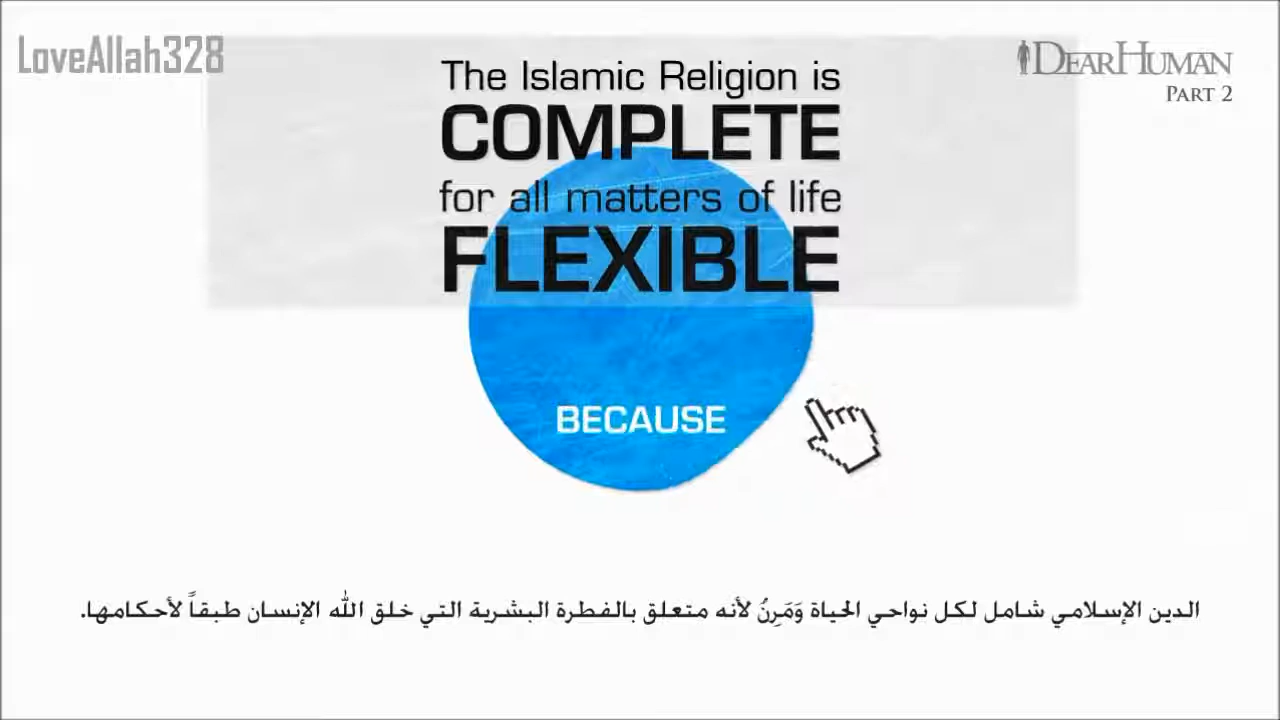 LoveAllah328
DEARHUMAN
PART 2
The Islamic Religion is
COMPLETE
for all matters of life
FLEXIBLE
BECAUSE
الدين الإسلامي شامل لكل نواحي الحياة وَمَرِنُ لأنه متعلق بالفطرة البشرية التي خلق الله الإنسان طبقاً لأحكامها.